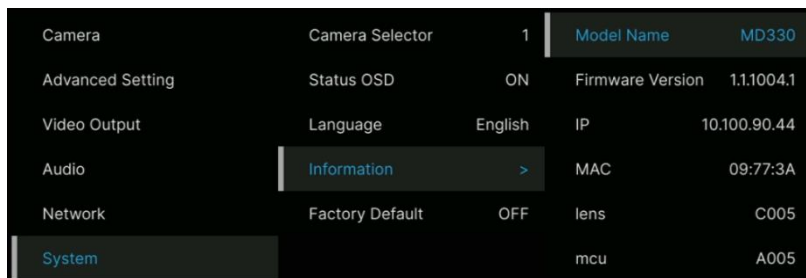 Camera
Advanced Setting
Video Output
Audio
Network
System
Camera Selector 1
Status OSD ON
Language English
Information >
Factory Default OFF
Model Name MD330
Firmware Version 1.1.1004.1
IP 10.100.90.44
MAC 09:77:3A
lens C005
mcu A005